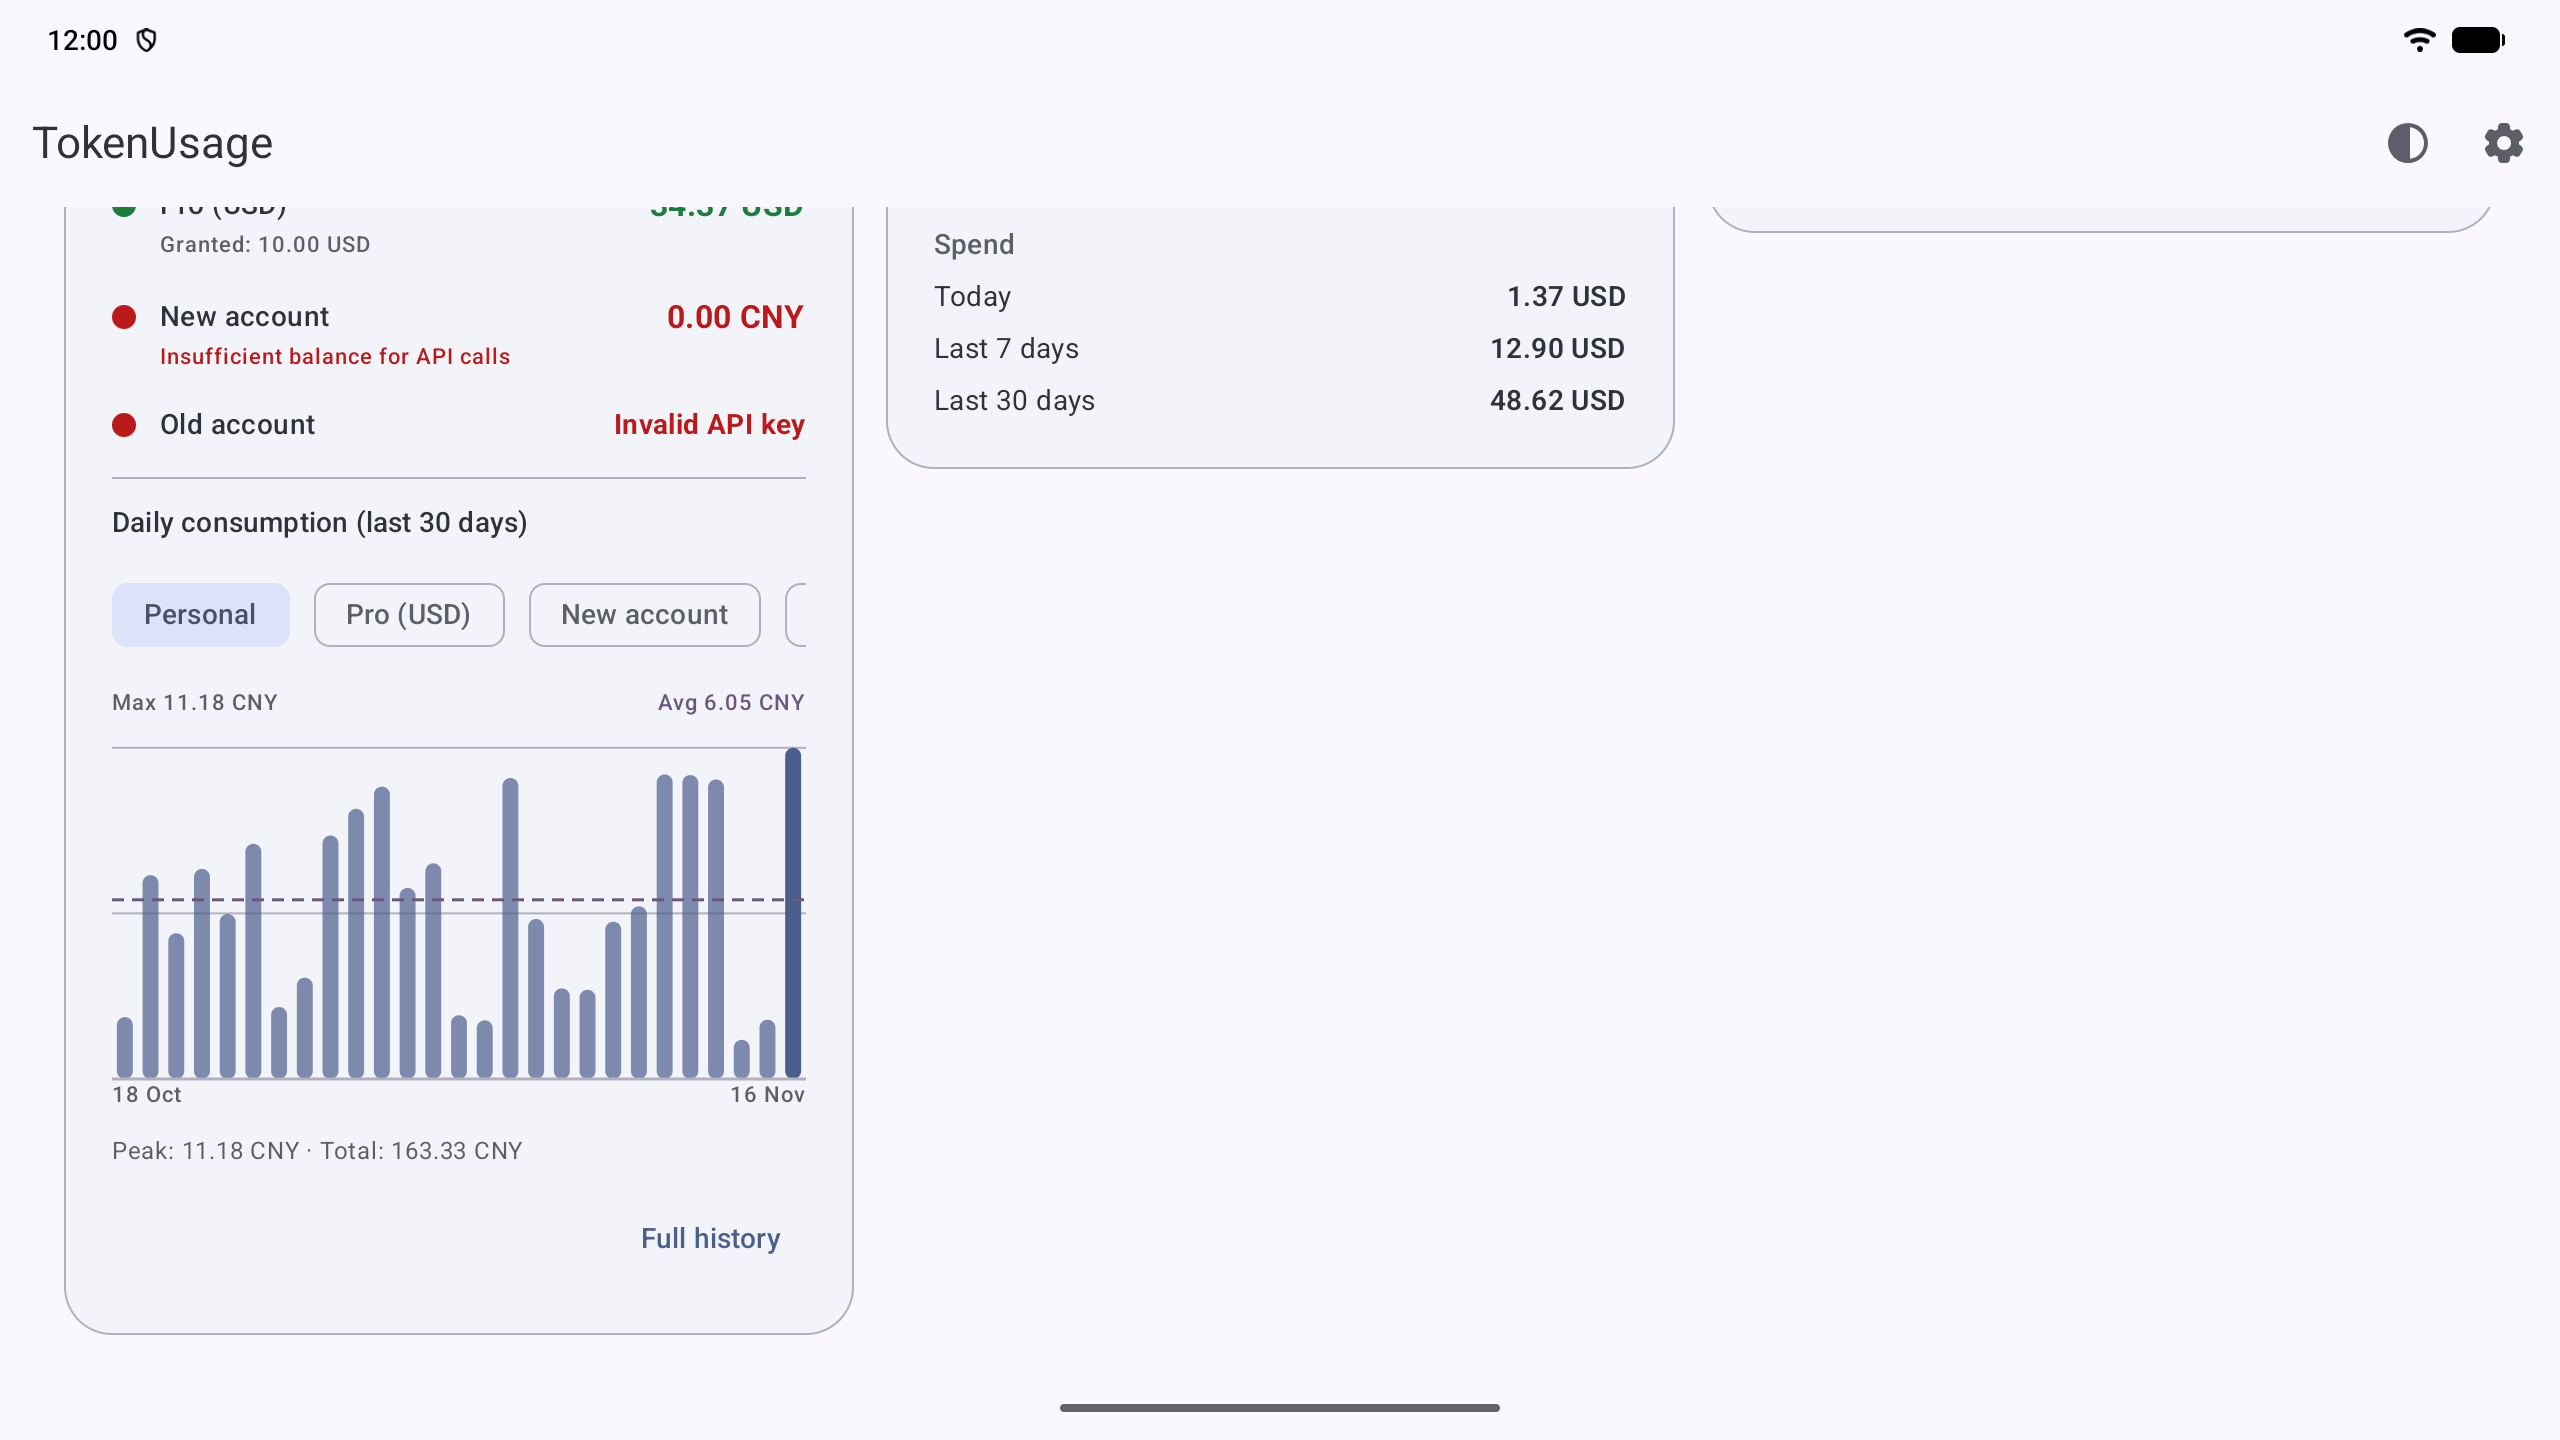 12:00
TokenUsage
Granted: 10.00 USD
New account
0.00 CNY
Insufficient balance for API calls
Old account
Invalid API key
Daily consumption (last 30 days)
Personal
Pro (USD)
New account
Max 11.18 CNY
Avg 6.05 CNY
18 Oct
16 Nov
Peak: 11.18 CNY · Total: 163.33 CNY
Full history
Spend
Today
1.37 USD
Last 7 days
12.90 USD
Last 30 days
48.62 USD